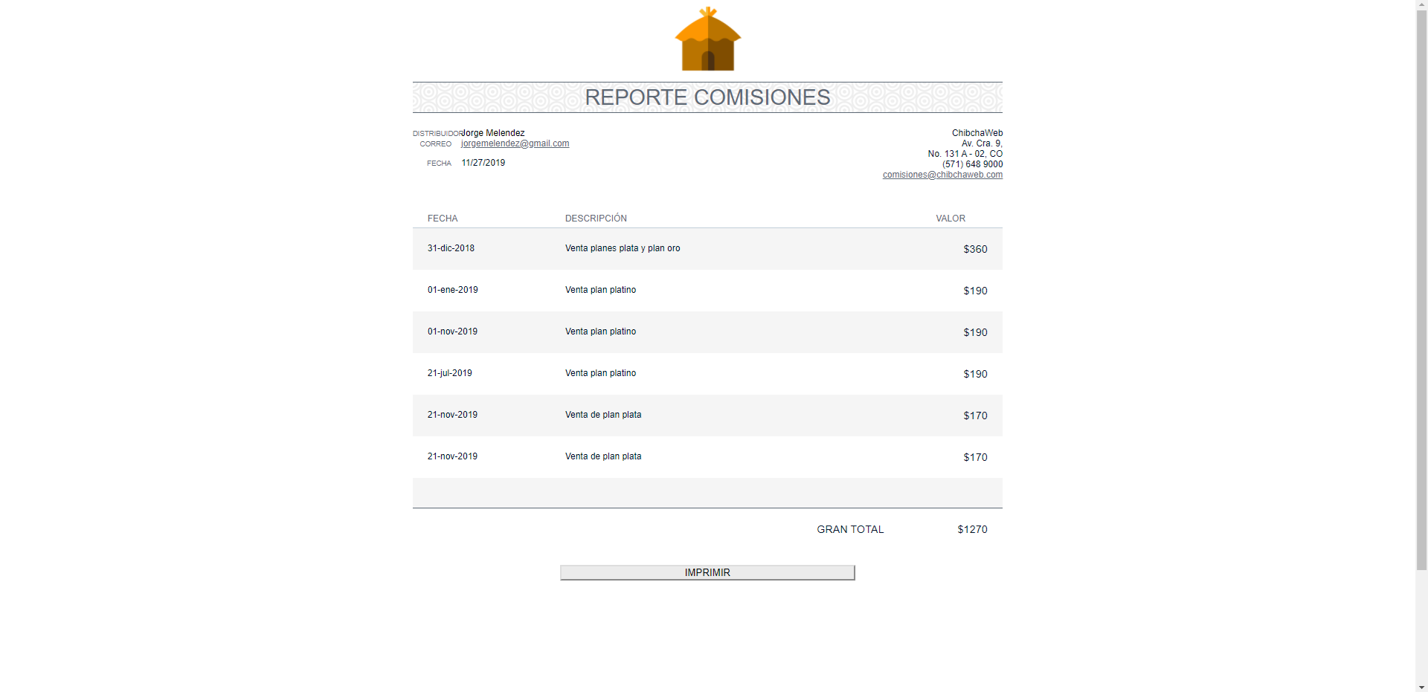 REPORTE COMISIONES
DISTRIBUIDOR Jorge Melendez
CORREO jorgemelendez@gmail.com
FECHA 11/27/2019
ChibchaWeb
Av. Cra. 9,
No. 131 A - 02, CO
(571) 648 9000
comisiones@chibchaweb.com
FECHA DESCRIPCIÓN VALOR
31-dic-2018 Venta planes plata y plan oro $360
01-ene-2019 Venta plan platino $190
01-nov-2019 Venta plan platino $190
21-jul-2019 Venta plan platino $190
21-nov-2019 Venta de plan plata $170
21-nov-2019 Venta de plan plata $170
GRAN TOTAL $1270
IMPRIMIR